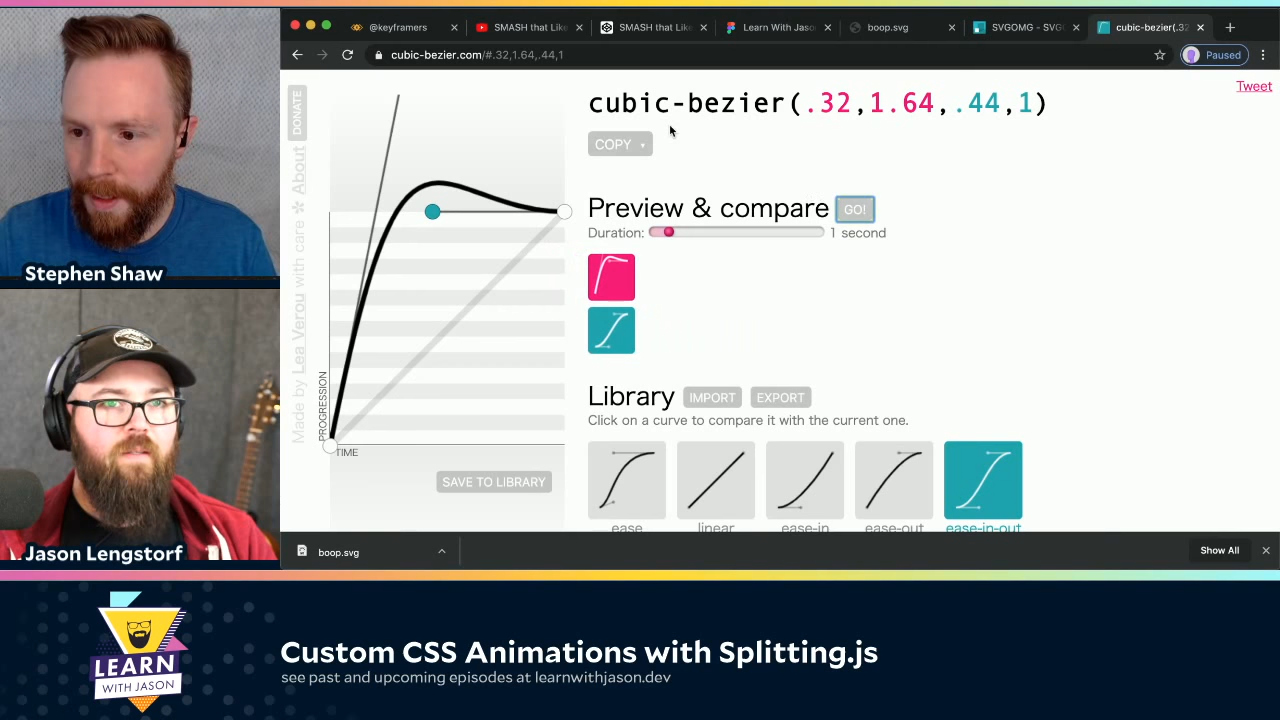 @keyframers
SMASH that Like
SMASH that Like
Learn With Jaso
boop.svg
SVGOMG - SVGO
cubic-bezier(.32
cubic-bezier.com/#.32,1.64,.44,1
Paused
Tweet
DONATE
Made by Lea Verou with care ✽ About
cubic-bezier(.32,1.64,.44,1)
COPY
Preview & compare GO!
Duration: 1 second
PROGRESSION
TIME
SAVE TO LIBRARY
Library IMPORT EXPORT
Click on a curve to compare it with the current one.
ease linear ease-in ease-out ease-in-out
Stephen Shaw
Jason Lengstorf
boop.svg
Show All
LEARN
WITH JASON
Custom CSS Animations with Splitting.js
see past and upcoming episodes at learnwithjason.dev